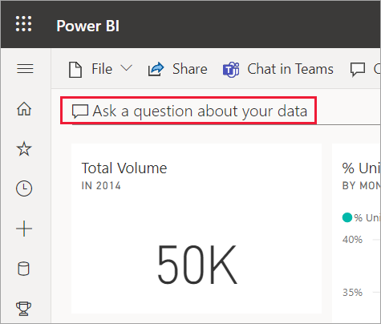 Power BI
File Share Chat in Teams
Ask a question about your data
Total Volume
IN 2014
50K
% Uni
BY MON
% Uni
40%
35%